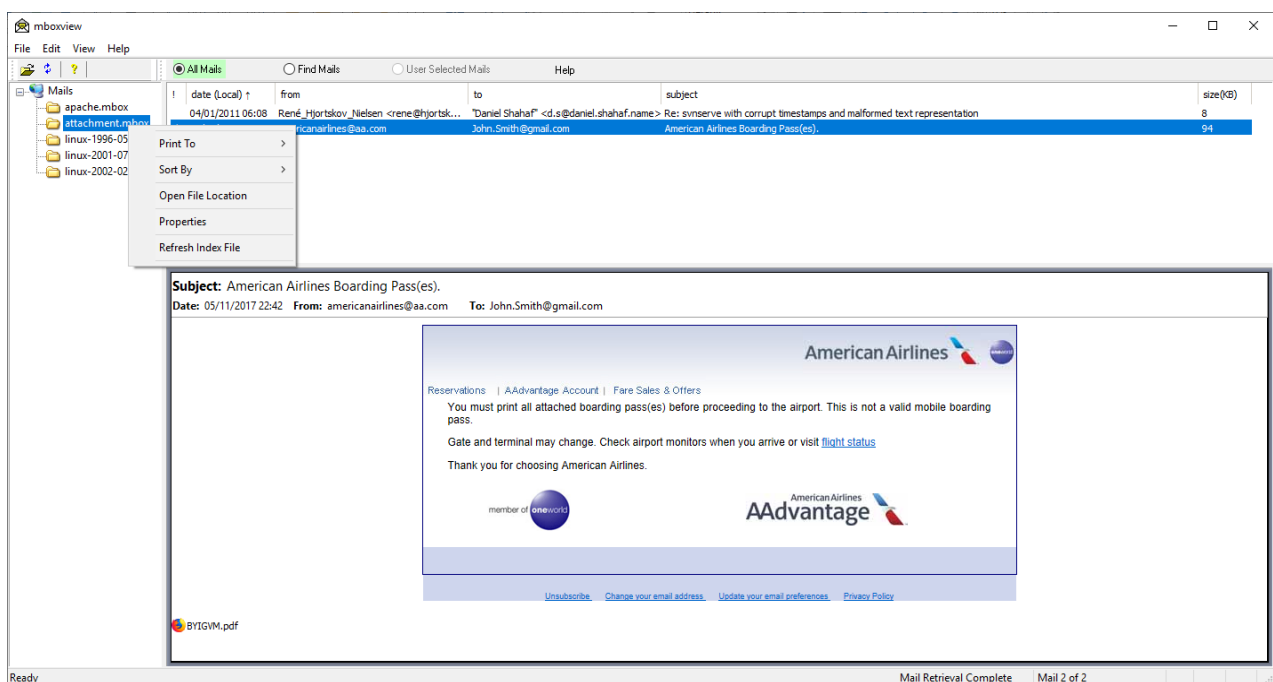 mboxview
File Edit View Help
All Mails Find Mails User Selected Mails Help
Mails
apache.mbox
attachment.mbox
linux-1996-05
linux-2001-07
linux-2002-02
! date (Local) ↑ from to subject size(KB)
04/01/2011 06:08 René_Hjortskov_Nielsen <rene@hjortsk... "Daniel Shahaf" <d.s@daniel.shahaf.name> Re: svnserve with corrupt timestamps and malformed text representation 8
ricanairlines@aa.com John.Smith@gmail.com American Airlines Boarding Pass(es). 94
Print To
Sort By
Open File Location
Properties
Refresh Index File
Subject: American Airlines Boarding Pass(es).
Date: 05/11/2017 22:42 From: americanairlines@aa.com To: John.Smith@gmail.com
American Airlines oneworld
Reservations | AAdvantage Account | Fare Sales & Offers
You must print all attached boarding pass(es) before proceeding to the airport. This is not a valid mobile boarding
pass.
Gate and terminal may change. Check airport monitors when you arrive or visit flight status
Thank you for choosing American Airlines.
member of oneworld
American Airlines
AAdvantage
Unsubscribe Change your email address Update your email preferences Privacy Policy
BYIGVM.pdf
Ready Mail Retrieval Complete Mail 2 of 2